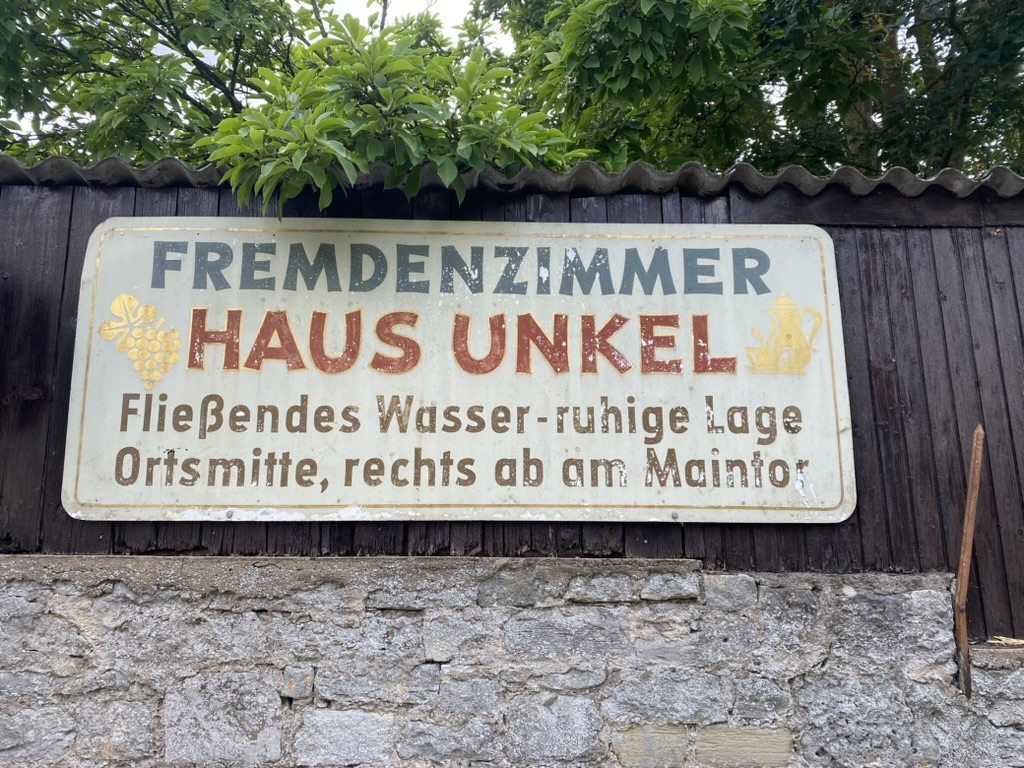 FREMDENZIMMER
HAUS UNKEL
Fließendes Wasser-ruhige Lage
Ortsmitte, rechts ab am Maintor